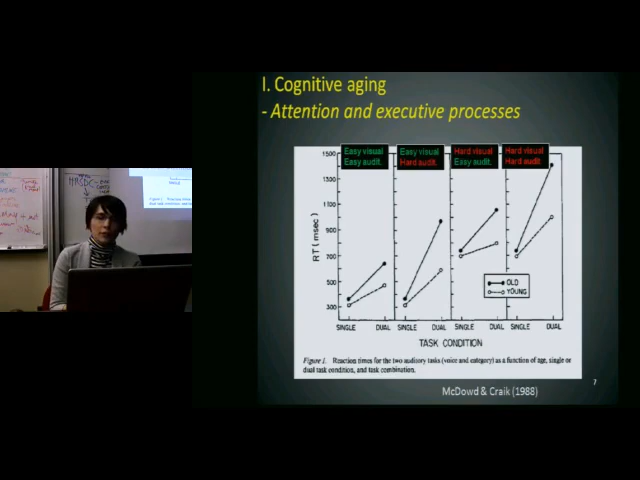 I. Cognitive aging
- Attention and executive processes
Easy visual
Easy audit.
Easy visual
Hard audit.
Hard visual
Easy audit.
Hard visual
Hard audit.
1500
1300
1100
900
700
500
300
RT (msec)
OLD
YOUNG
SINGLE DUAL SINGLE DUAL SINGLE DUAL SINGLE DUAL
TASK CONDITION
Figure 1. Reaction times for the two auditory tasks (voice and category) as a function of age, single or
dual task condition, and task combination.
McDowd & Craik (1988)
7